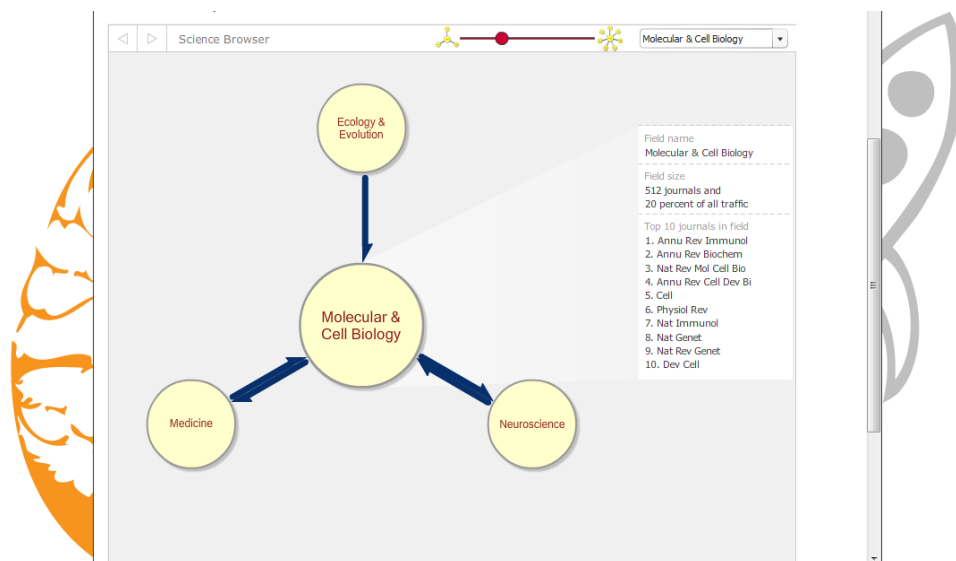 Science Browser
Molecular & Cell Biology
Ecology &
Evolution
Molecular &
Cell Biology
Medicine
Neuroscience
Field name
Molecular & Cell Biology
Field size
512 journals and
20 percent of all traffic
Top 10 journals in field
1. Annu Rev Immunol
2. Annu Rev Biochem
3. Nat Rev Mol Cell Bio
4. Annu Rev Cell Dev Bi
5. Cell
6. Physiol Rev
7. Nat Immunol
8. Nat Genet
9. Nat Rev Genet
10. Dev Cell